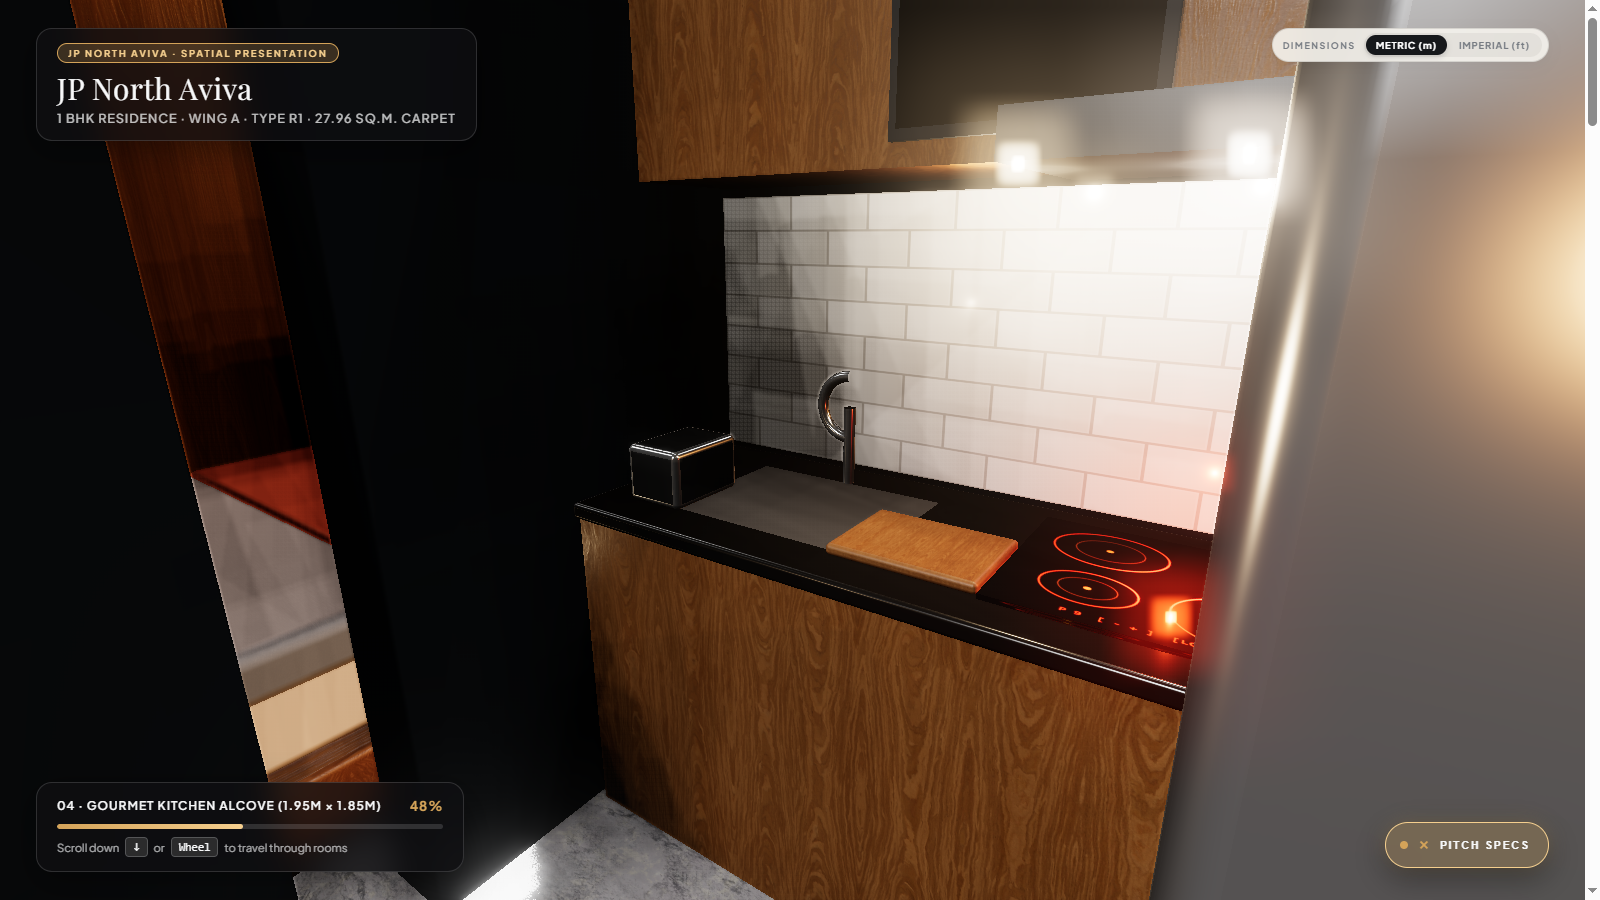 JP NORTH AVIVA · SPATIAL PRESENTATION
JP North Aviva
1 BHK RESIDENCE · WING A · TYPE R1 · 27.96 SQ.M. CARPET
DIMENSIONS METRIC (m) IMPERIAL (ft)
04 · GOURMET KITCHEN ALCOVE (1.95M × 1.85M) 48%
Scroll down ↓ or Wheel to travel through rooms
× PITCH SPECS